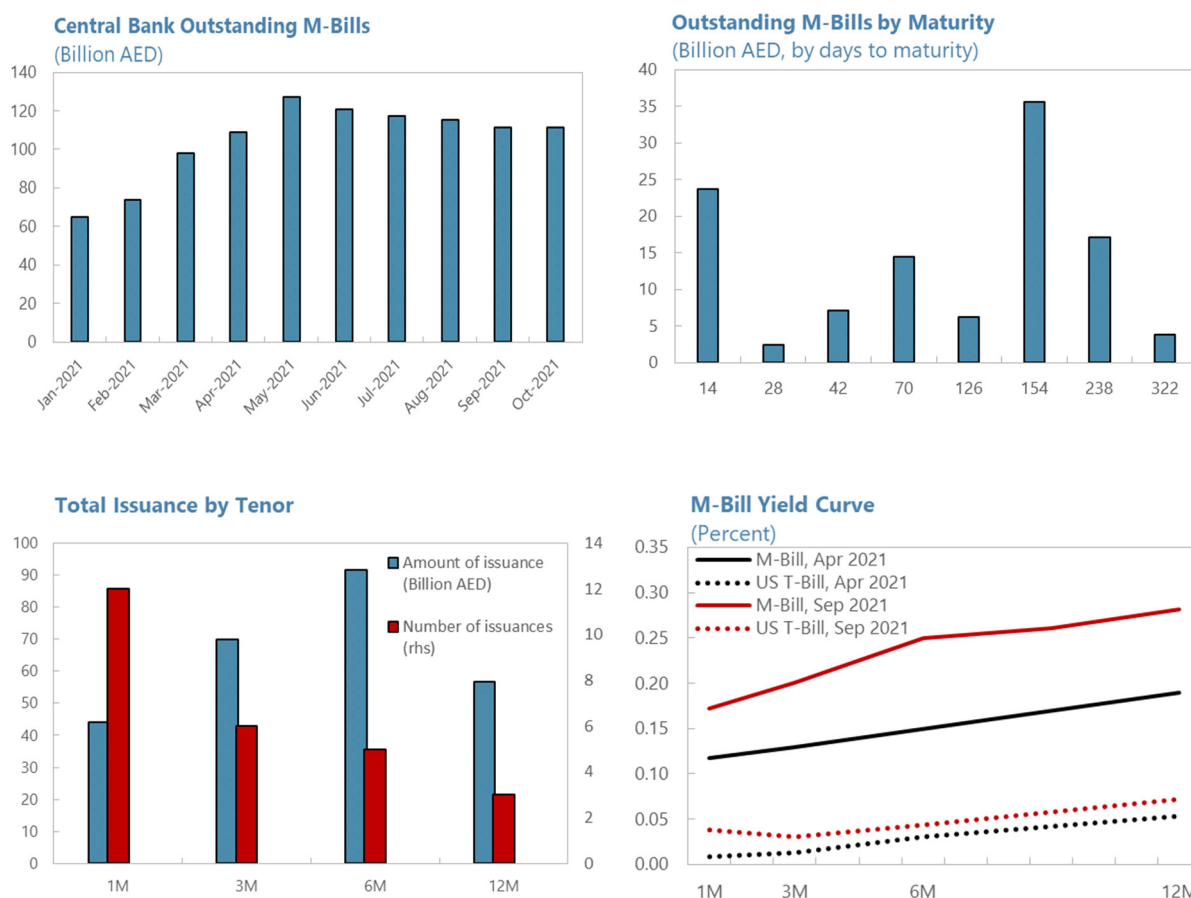 Central Bank Outstanding M-Bills
(Billion AED)
140
120
100
80
60
40
20
0
Jan-2021
Feb-2021
Mar-2021
Apr-2021
May-2021
Jun-2021
Jul-2021
Aug-2021
Sep-2021
Oct-2021
Outstanding M-Bills by Maturity
(Billion AED, by days to maturity)
40
35
30
25
20
15
10
5
0
14 28 42 70 126 154 238 322
Total Issuance by Tenor
100
90
80
70
60
50
40
30
20
10
0
Amount of issuance
(Billion AED)
Number of issuances
(rhs)
14
12
10
8
6
4
2
0
1M 3M 6M 12M
M-Bill Yield Curve
(Percent)
0.35
0.30
0.25
0.20
0.15
0.10
0.05
0.00
M-Bill, Apr 2021
US T-Bill, Apr 2021
M-Bill, Sep 2021
US T-Bill, Sep 2021
1M 3M 6M 12M